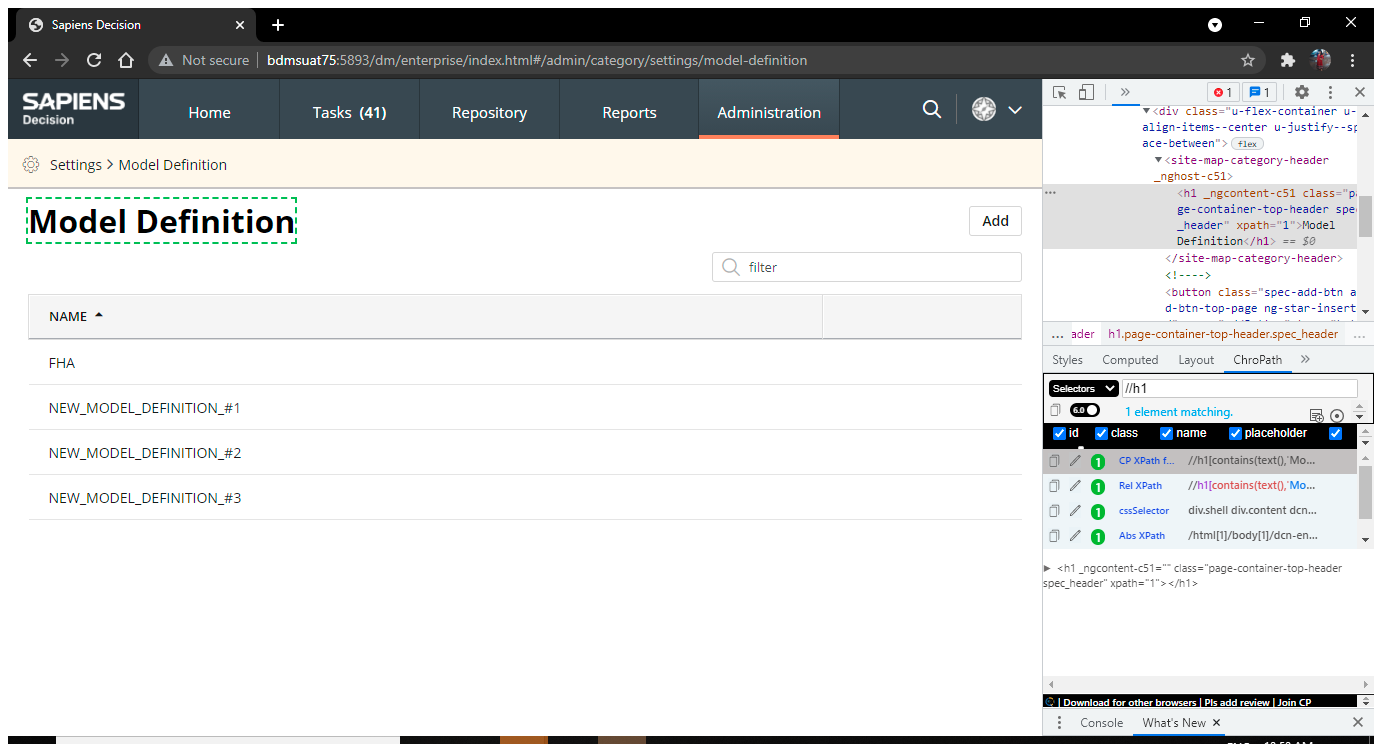 Sapiens Decision
Not secure bdmsuat75:5893/dm/enterprise/index.html#/admin/category/settings/model-definition
SAPIENS
Decision
Home
Tasks (41)
Repository
Reports
Administration
Settings > Model Definition
Model Definition
Add
filter
NAME
FHA
NEW_MODEL_DEFINITION_#1
NEW_MODEL_DEFINITION_#2
NEW_MODEL_DEFINITION_#3
1 1
<div class="u-flex-container u-
align-items--center u-justify--sp
ace-between"> flex
<site-map-category-header
_nghost-c51>
<h1 _ngcontent-c51 class="pa
ge-container-top-header spec
_header" xpath="1">Model
Definition</h1> == $0
</site-map-category-header>
<!---->
<button class="spec-add-btn a
d-btn-top-page ng-star-insert
... ader h1.page-container-top-header.spec_header ...
Styles Computed Layout ChroPath
Selectors //h1
6.0 1 element matching.
id class name placeholder
1 CP XPath f... //h1[contains(text(),'Mo...
1 Rel XPath //h1[contains(text(),'Mo...
1 cssSelector div.shell div.content dcn...
1 Abs XPath /html[1]/body[1]/dcn-en...
<h1 _ngcontent-c51="" class="page-container-top-header
spec_header" xpath="1"></h1>
| Download for other browsers | Pls add review | Join CP
Console What's New